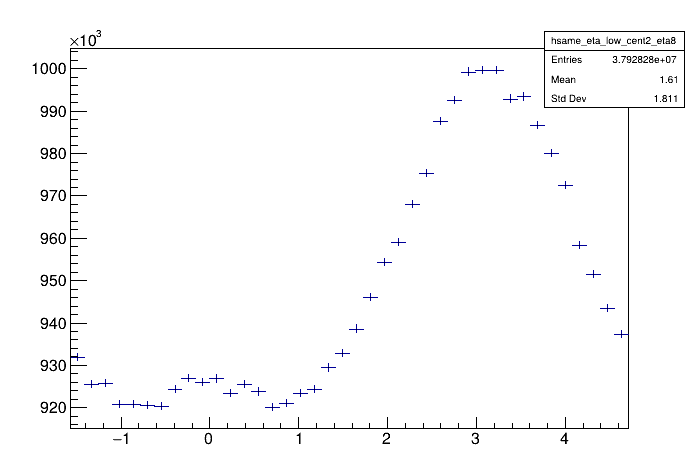 ×10³
hsame_eta_low_cent2_eta8
Entries 3.792828e+07
Mean 1.61
Std Dev 1.811
1000
990
980
970
960
950
940
930
920
−1 0 1 2 3 4